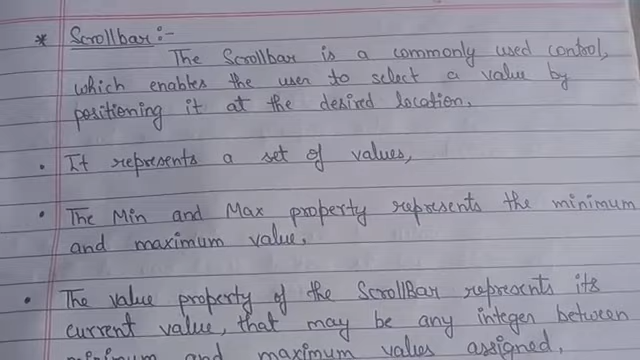 * Scrollbar:-
The Scrollbar is a commonly used control,
which enables the user to select a value by
positioning it at the desired location.
• It represents a set of values,
• The Min and Max property represents the minimum
and maximum value.
• The value property of the ScrollBar represents its
current value, that may be any integer between
minimum and maximum values assigned.